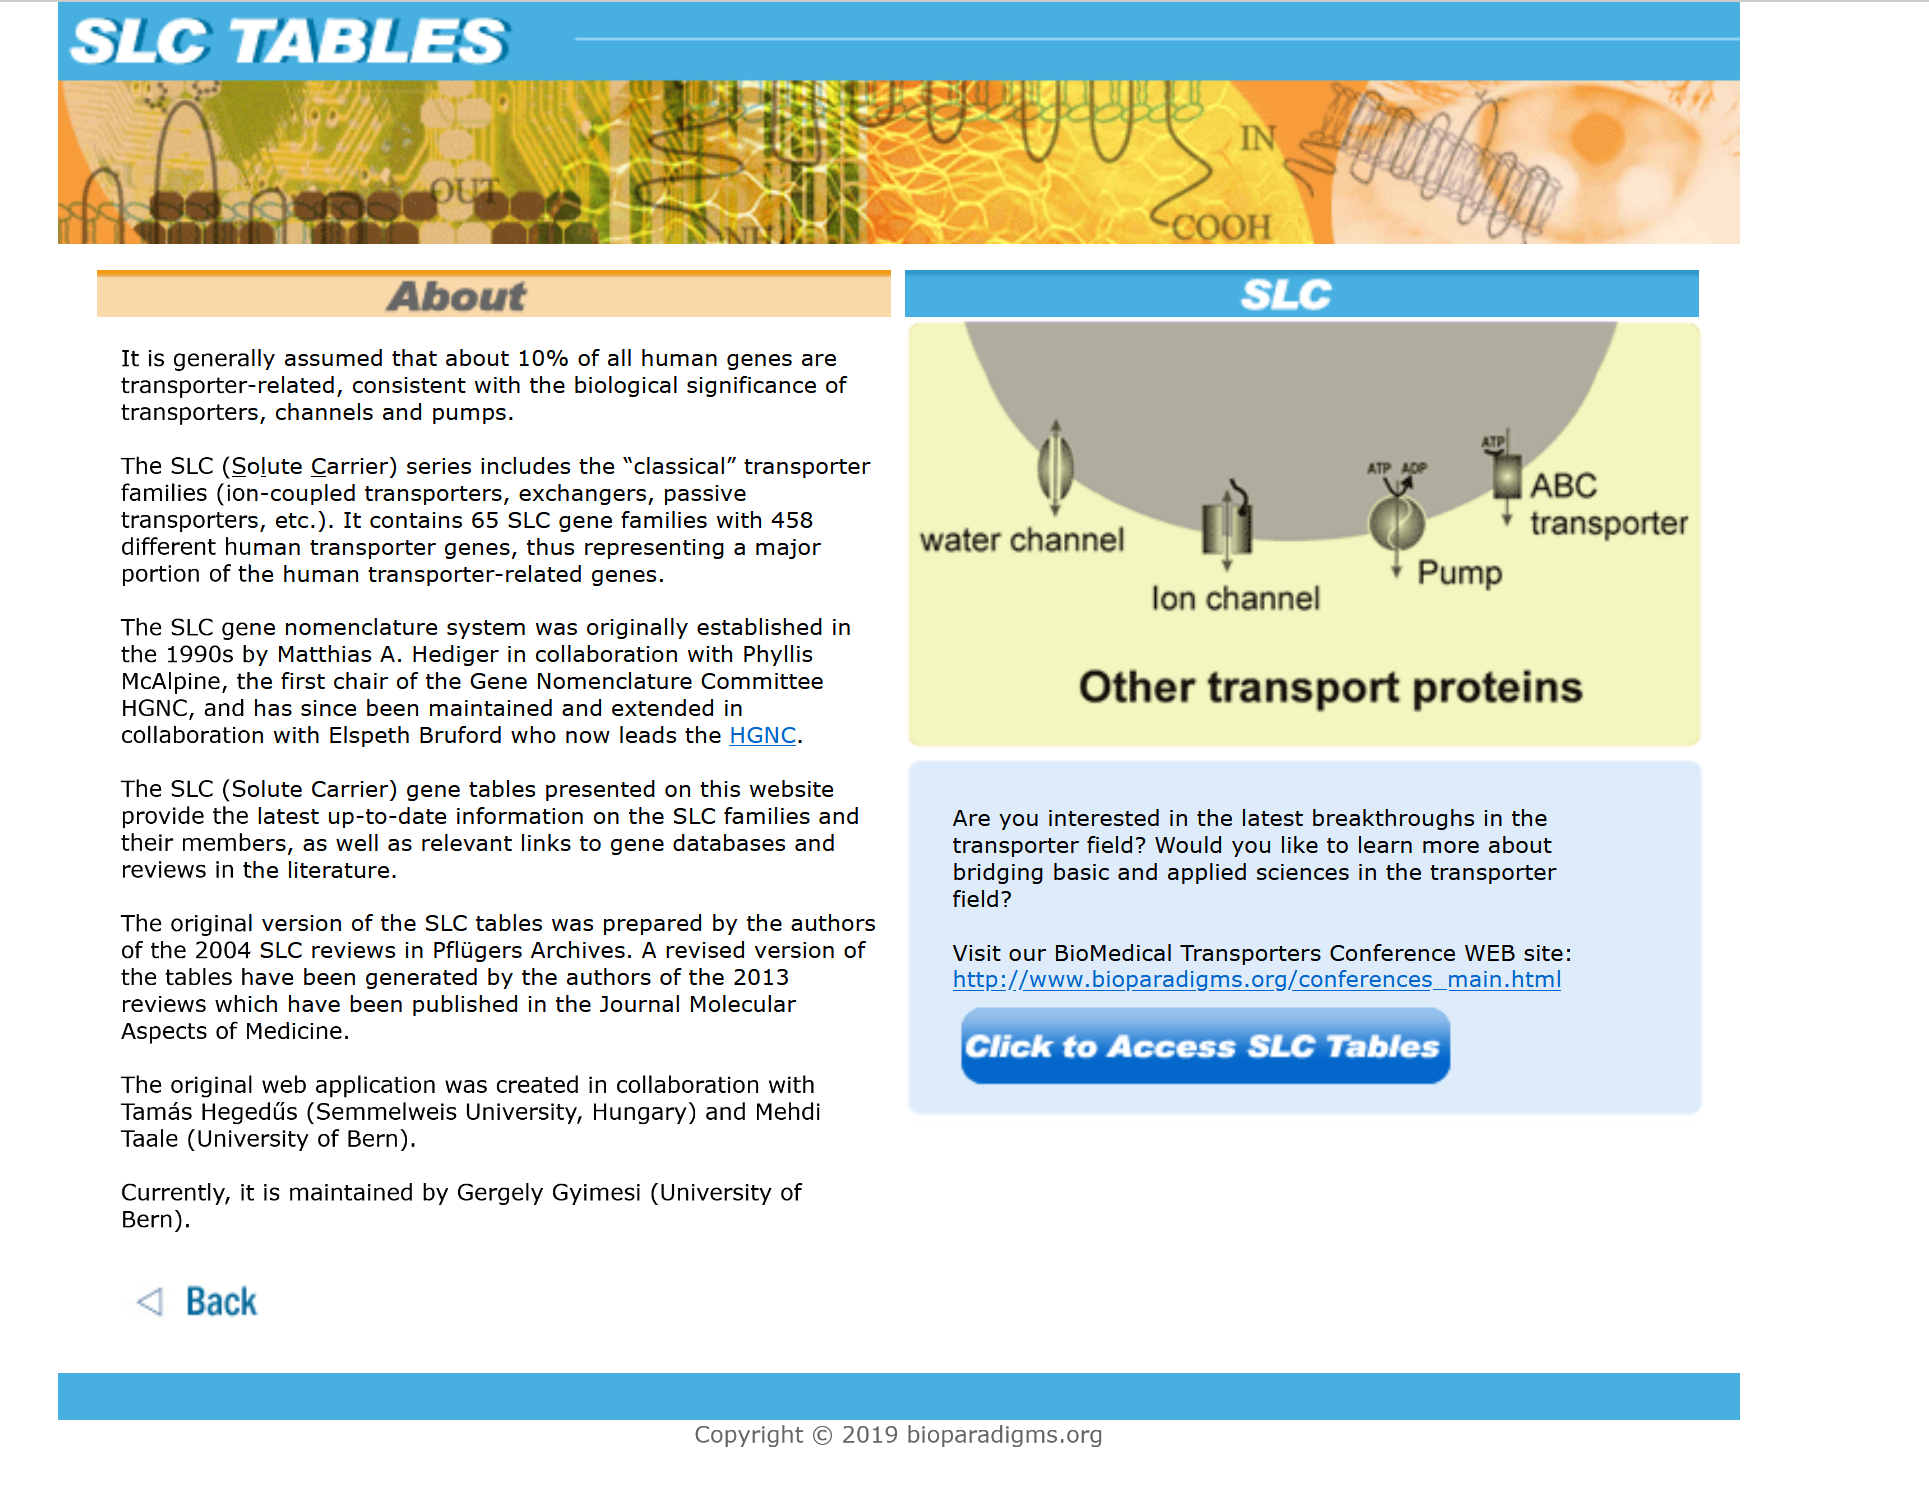 SLC TABLES
OUT
IN
COOH
About
It is generally assumed that about 10% of all human genes are
transporter-related, consistent with the biological significance of
transporters, channels and pumps.
The SLC (Solute Carrier) series includes the “classical” transporter
families (ion-coupled transporters, exchangers, passive
transporters, etc.). It contains 65 SLC gene families with 458
different human transporter genes, thus representing a major
portion of the human transporter-related genes.
The SLC gene nomenclature system was originally established in
the 1990s by Matthias A. Hediger in collaboration with Phyllis
McAlpine, the first chair of the Gene Nomenclature Committee
HGNC, and has since been maintained and extended in
collaboration with Elspeth Bruford who now leads the HGNC.
The SLC (Solute Carrier) gene tables presented on this website
provide the latest up-to-date information on the SLC families and
their members, as well as relevant links to gene databases and
reviews in the literature.
The original version of the SLC tables was prepared by the authors
of the 2004 SLC reviews in Pflügers Archives. A revised version of
the tables have been generated by the authors of the 2013
reviews which have been published in the Journal Molecular
Aspects of Medicine.
The original web application was created in collaboration with
Tamás Hegedűs (Semmelweis University, Hungary) and Mehdi
Taale (University of Bern).
Currently, it is maintained by Gergely Gyimesi (University of
Bern).
Back
SLC
ATP
ATP ADP
ABC
transporter
water channel
Pump
Ion channel
Other transport proteins
Are you interested in the latest breakthroughs in the
transporter field? Would you like to learn more about
bridging basic and applied sciences in the transporter
field?
Visit our BioMedical Transporters Conference WEB site:
http://www.bioparadigms.org/conferences_main.html
Click to Access SLC Tables
Copyright © 2019 bioparadigms.org